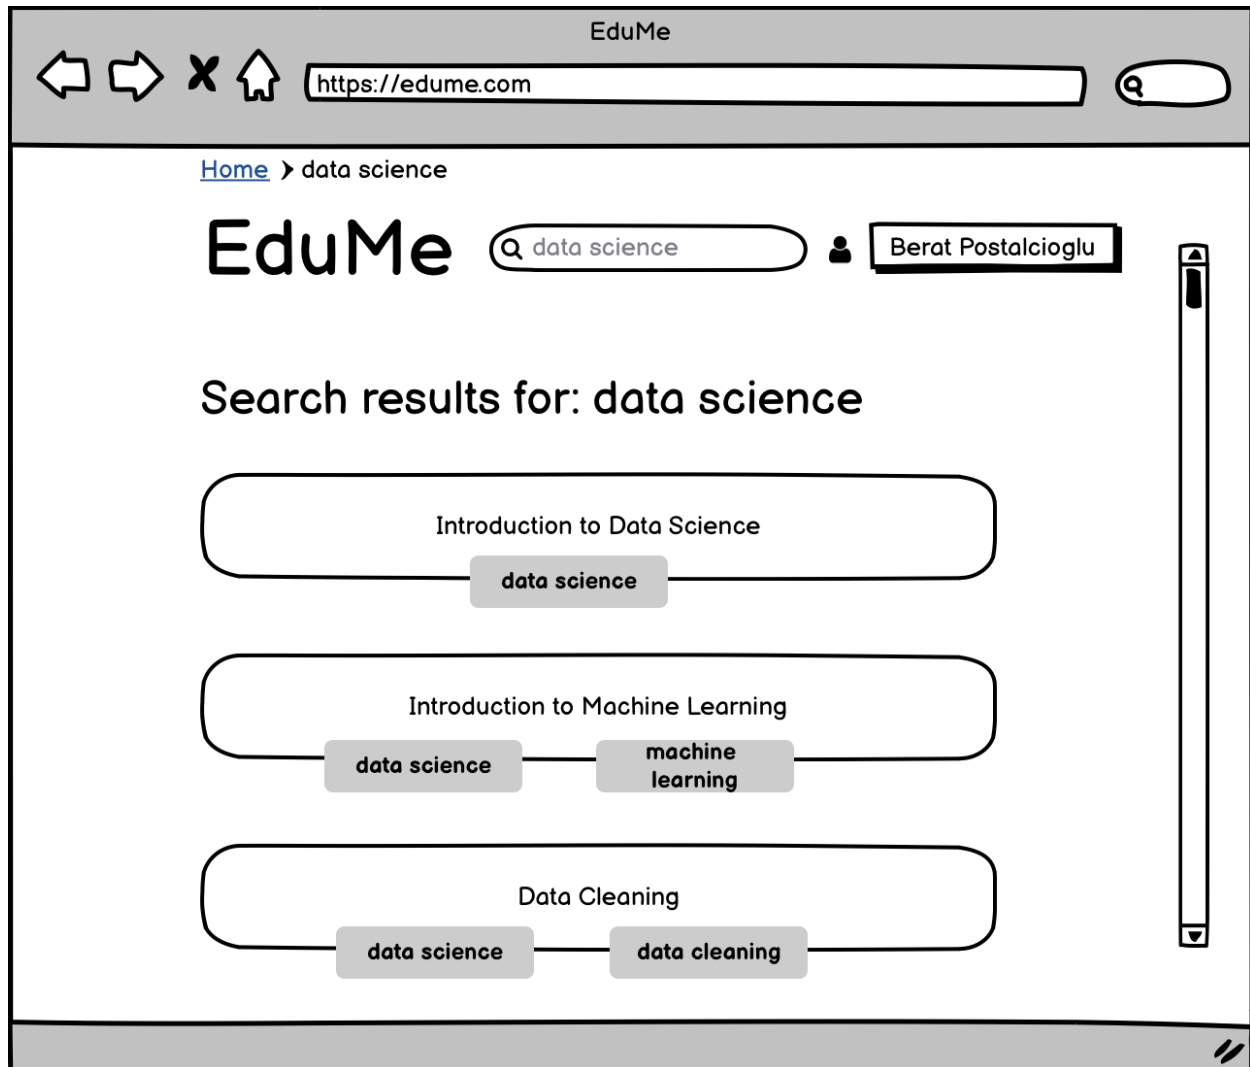 EduMe
https://edume.com
Home data science
EduMe
data science
Berat Postalcioglu
Search results for: data science
Introduction to Data Science
data science
Introduction to Machine Learning
data science
machine
learning
Data Cleaning
data science
data cleaning